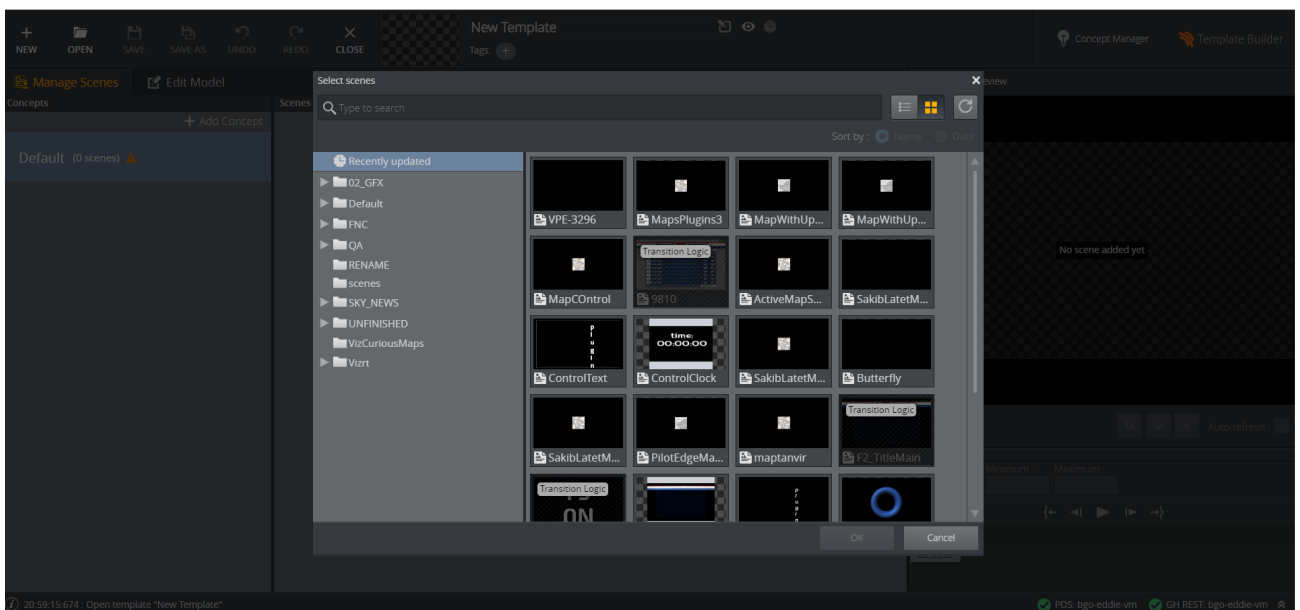 New Template
NEW OPEN SAVE SAVE AS UNDO REDO CLOSE
Tags: +
Concept Manager
Template Builder
Manage Scenes
Edit Model
Select scenes
eview
Concepts
Scenes
Type to search
+ Add Concept
Sort by : Name Date
Default (0 scenes)
Recently updated
02_GFX
Default
FNC
QA
RENAME
scenes
SKY_NEWS
UNFINISHED
VizCuriousMaps
Vizrt
VPE-3296
MapsPlugins3
MapWithUp...
MapWithUp...
Transition Logic
MapCOntrol
9810
ActiveMapS...
SakibLatetM...
plugin
time:
00:00:00
ControlText
ControlClock
SakibLatetM...
Butterfly
Transition Logic
SakibLatetM...
PilotEdgeMa...
maptanvir
F2_TitleMain
Transition Logic
ON
No scene added yet
Auto-refresh
Minimum Maximum
OK
Cancel
20:59:15:674 : Open template "New Template"
PDS: bgo-eddie-vm
GH REST: bgo-eddie-vm